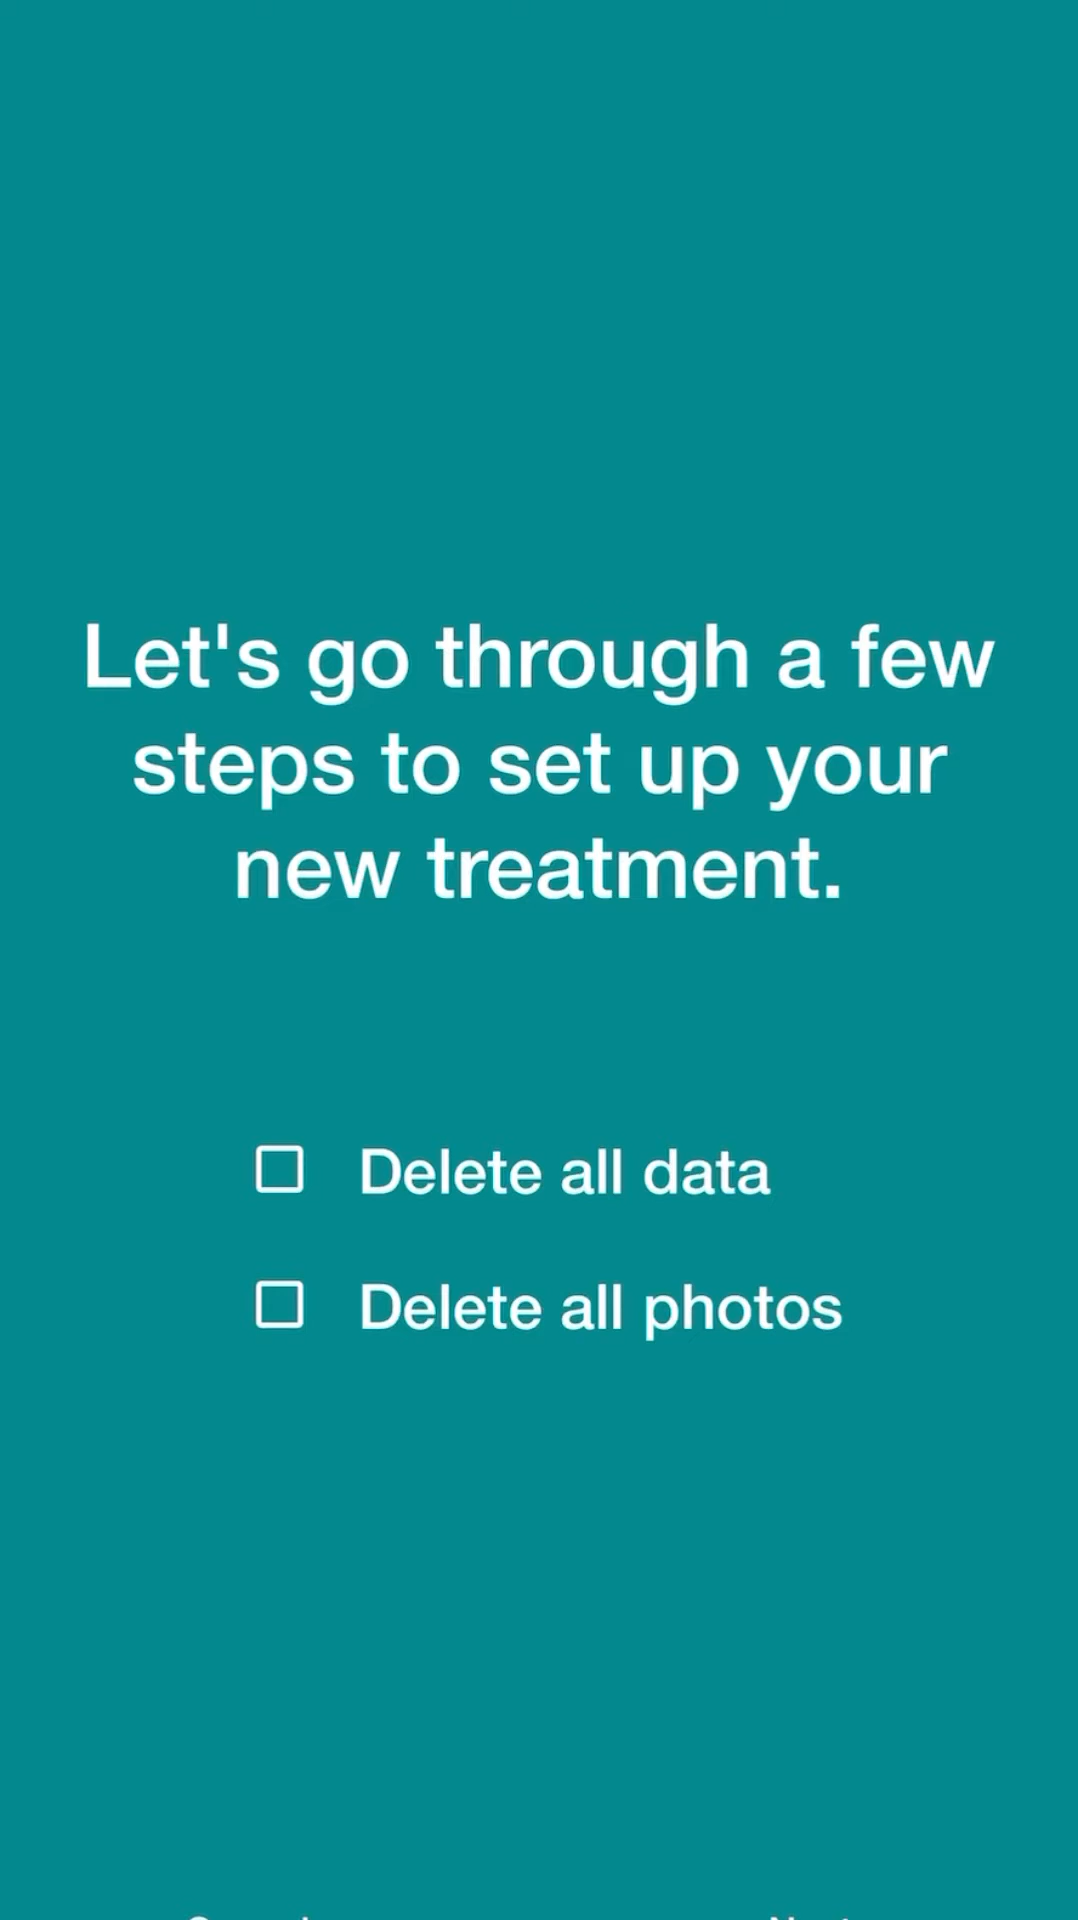 Let's go through a few
steps to set up your
new treatment.
Delete all data
Delete all photos